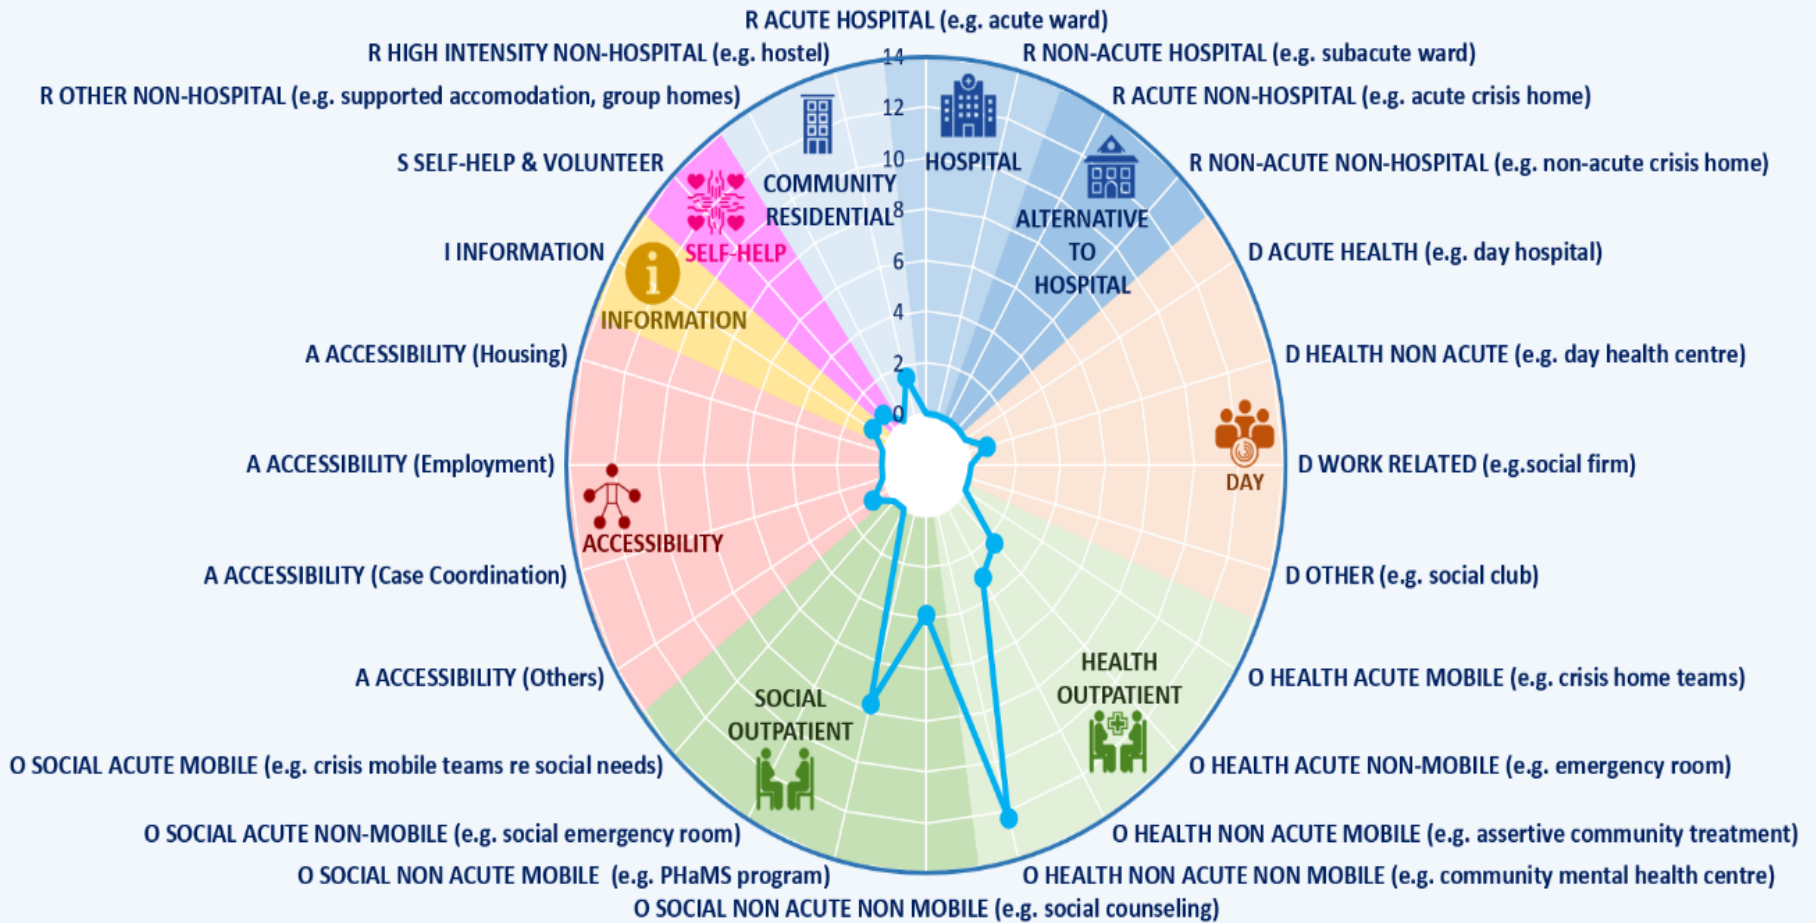 R ACUTE HOSPITAL (e.g. acute ward)
R HIGH INTENSITY NON-HOSPITAL (e.g. hostel)
R NON-ACUTE HOSPITAL (e.g. subacute ward)
R OTHER NON-HOSPITAL (e.g. supported accomodation, group homes)
R ACUTE NON-HOSPITAL (e.g. acute crisis home)
S SELF-HELP & VOLUNTEER
R NON-ACUTE NON-HOSPITAL (e.g. non-acute crisis home)
I INFORMATION
D ACUTE HEALTH (e.g. day hospital)
A ACCESSIBILITY (Housing)
D HEALTH NON ACUTE (e.g. day health centre)
A ACCESSIBILITY (Employment)
D WORK RELATED (e.g.social firm)
A ACCESSIBILITY (Case Coordination)
D OTHER (e.g. social club)
A ACCESSIBILITY (Others)
O HEALTH ACUTE MOBILE (e.g. crisis home teams)
O SOCIAL ACUTE MOBILE (e.g. crisis mobile teams re social needs)
O HEALTH ACUTE NON-MOBILE (e.g. emergency room)
O SOCIAL ACUTE NON-MOBILE (e.g. social emergency room)
O HEALTH NON ACUTE MOBILE (e.g. assertive community treatment)
O SOCIAL NON ACUTE MOBILE (e.g. PHaMS program)
O HEALTH NON ACUTE NON MOBILE (e.g. community mental health centre)
O SOCIAL NON ACUTE NON MOBILE (e.g. social counseling)
14
12
10
8
6
4
2
0
HOSPITAL
COMMUNITY
RESIDENTIAL
ALTERNATIVE
TO
HOSPITAL
SELF-HELP
i
INFORMATION
DAY
ACCESSIBILITY
HEALTH
OUTPATIENT
SOCIAL
OUTPATIENT